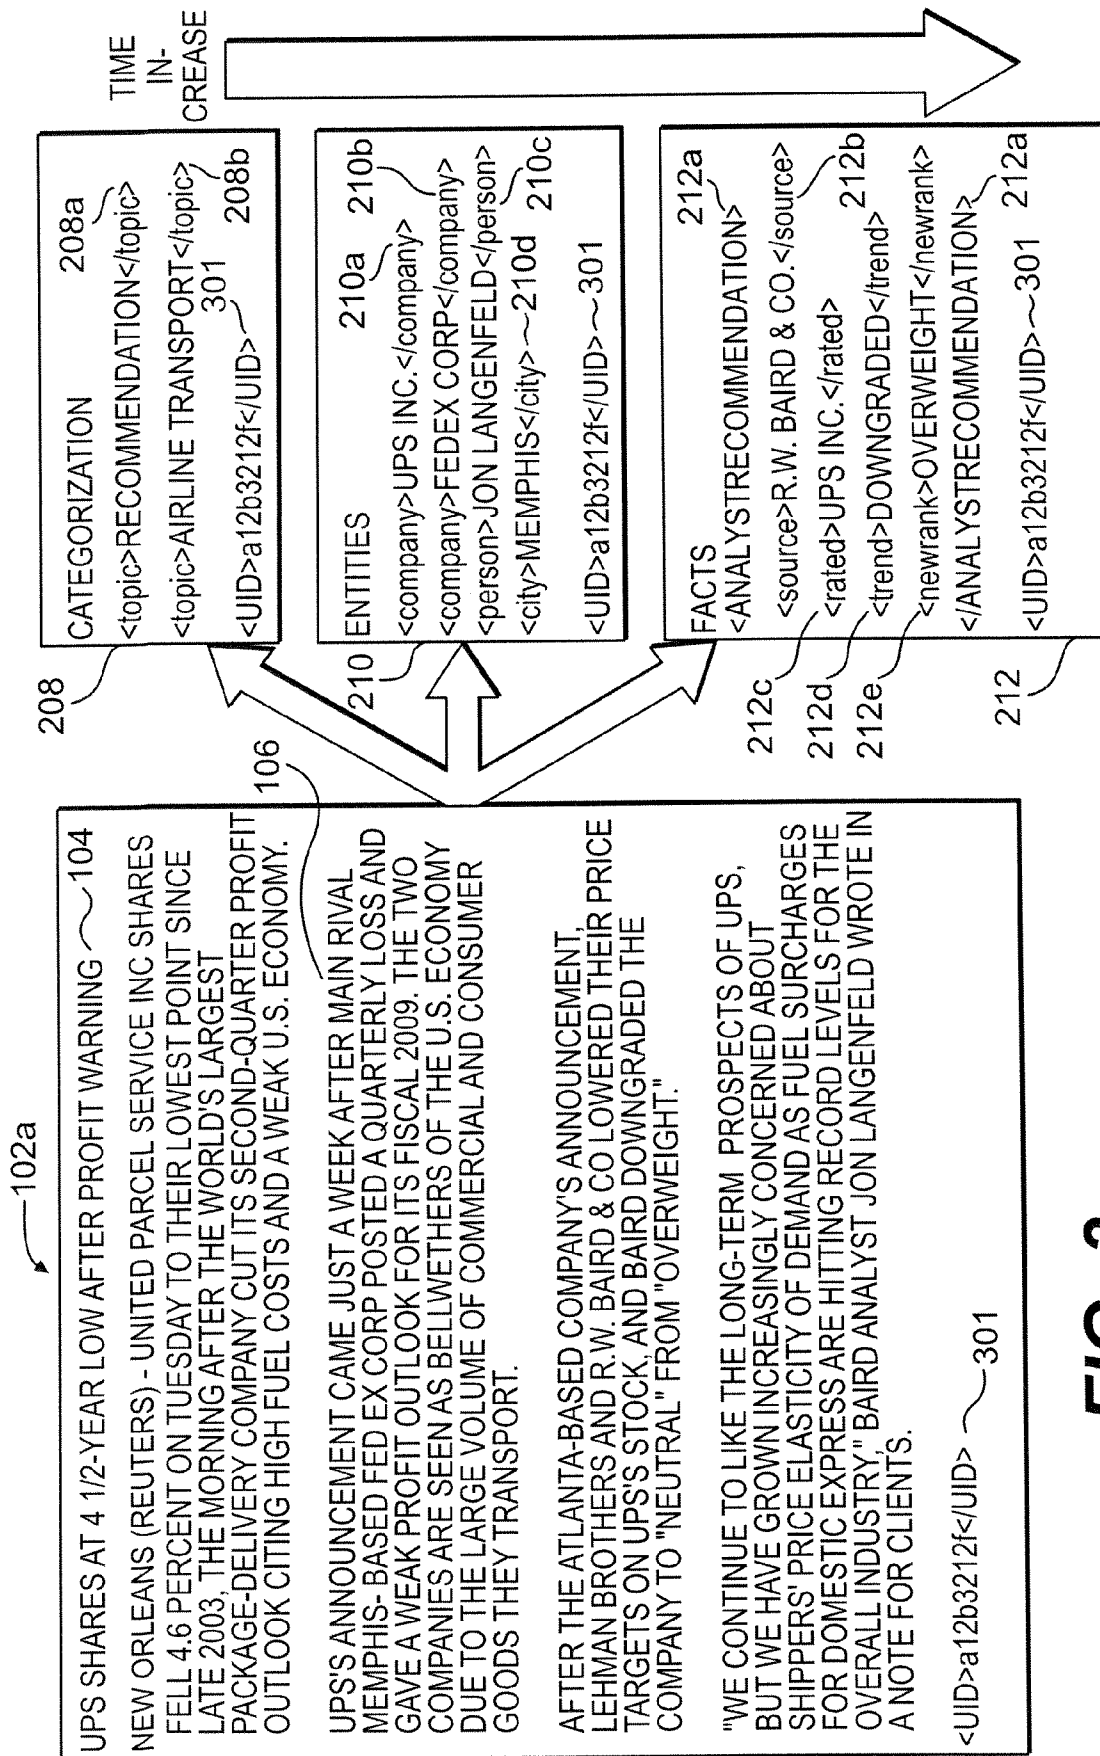 102a
UPS SHARES AT 4 1/2-YEAR LOW AFTER PROFIT WARNING 104
NEW ORLEANS (REUTERS) - UNITED PARCEL SERVICE INC SHARES
FELL 4.6 PERCENT ON TUESDAY TO THEIR LOWEST POINT SINCE
LATE 2003, THE MORNING AFTER THE WORLD'S LARGEST
PACKAGE-DELIVERY COMPANY CUT ITS SECOND-QUARTER PROFIT
OUTLOOK CITING HIGH FUEL COSTS AND A WEAK U.S. ECONOMY.
106
UPS'S ANNOUNCEMENT CAME JUST A WEEK AFTER MAIN RIVAL
MEMPHIS- BASED FED EX CORP POSTED A QUARTERLY LOSS AND
GAVE A WEAK PROFIT OUTLOOK FOR ITS FISCAL 2009. THE TWO
COMPANIES ARE SEEN AS BELLWETHERS OF THE U.S. ECONOMY
DUE TO THE LARGE VOLUME OF COMMERCIAL AND CONSUMER
GOODS THEY TRANSPORT.
AFTER THE ATLANTA-BASED COMPANY'S ANNOUNCEMENT,
LEHMAN BROTHERS AND R.W. BAIRD & CO LOWERED THEIR PRICE
TARGETS ON UPS'S STOCK, AND BAIRD DOWNGRADED THE
COMPANY TO "NEUTRAL" FROM "OVERWEIGHT."
"WE CONTINUE TO LIKE THE LONG-TERM PROSPECTS OF UPS,
BUT WE HAVE GROWN INCREASINGLY CONCERNED ABOUT
SHIPPERS' PRICE ELASTICITY OF DEMAND AS FUEL SURCHARGES
FOR DOMESTIC EXPRESS ARE HITTING RECORD LEVELS FOR THE
OVERALL INDUSTRY," BAIRD ANALYST JON LANGENFELD WROTE IN
A NOTE FOR CLIENTS.
<UID>a12b3212f</UID> 301
208
CATEGORIZATION 208a
<topic>RECOMMENDATION</topic>
<topic>AIRLINE TRANSPORT</topic> 208b
301
<UID>a12b3212f</UID>
210
ENTITIES 210a 210b
<company>UPS INC.</company>
<company>FEDEX CORP</company>
<person>JON LANGENFELD</person> 210c
<city>MEMPHIS</city> 210d
<UID>a12b3212f</UID> 301
FACTS 212a
<ANALYSTRECOMMENDATION>
<source>R.W. BAIRD & CO.</source> 212b
212c <rated>UPS INC.</rated>
212d <trend>DOWNGRADED</trend>
212e <newrank>OVERWEIGHT</newrank>
</ANALYSTRECOMMENDATION> 212a
<UID>a12b3212f</UID> 301
212
TIME
IN-
CREASE